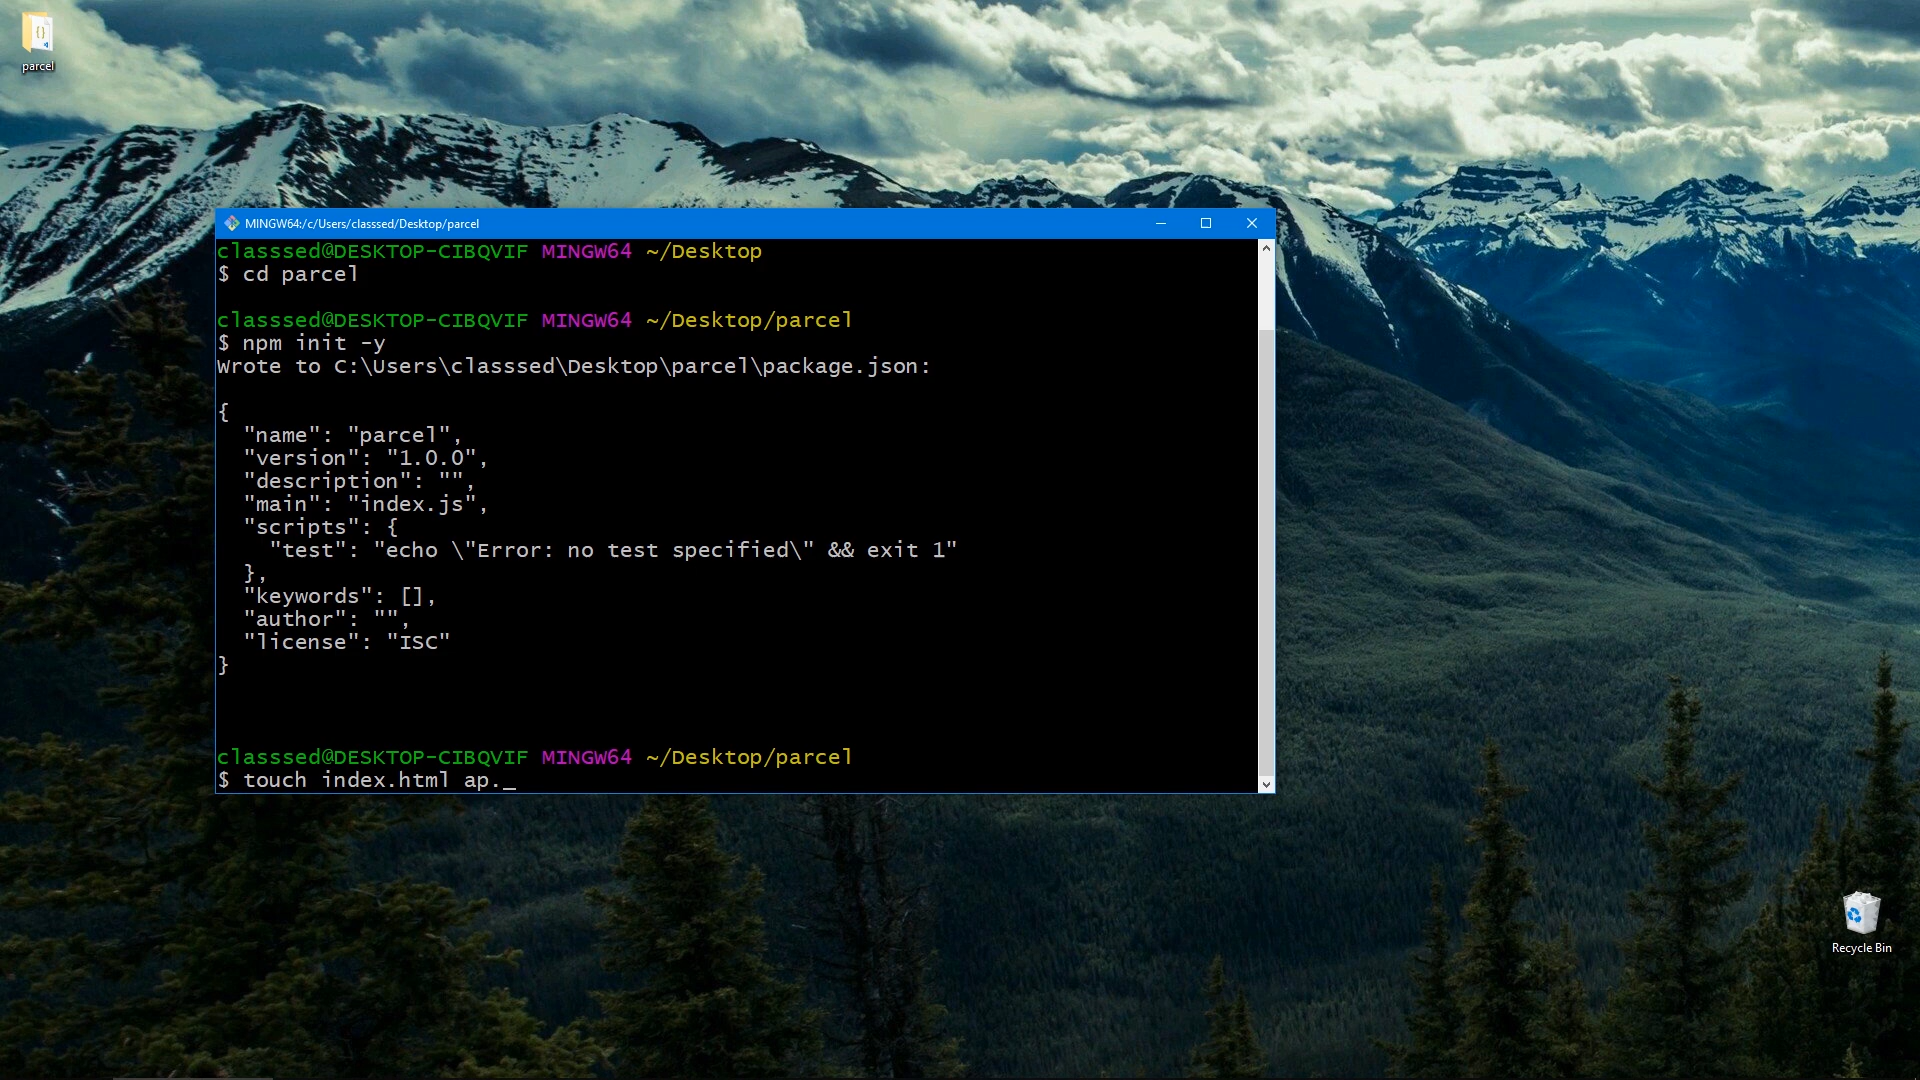 parcel
MINGW64:/c/Users/classsed/Desktop/parcel
classsed@DESKTOP-CIBQVIF MINGW64 ~/Desktop
$ cd parcel
classsed@DESKTOP-CIBQVIF MINGW64 ~/Desktop/parcel
$ npm init -y
Wrote to C:\Users\classsed\Desktop\parcel\package.json:
{
  "name": "parcel",
  "version": "1.0.0",
  "description": "",
  "main": "index.js",
  "scripts": {
    "test": "echo \"Error: no test specified\" && exit 1"
  },
  "keywords": [],
  "author": "",
  "license": "ISC"
}
classsed@DESKTOP-CIBQVIF MINGW64 ~/Desktop/parcel
$ touch index.html ap._
Recycle Bin